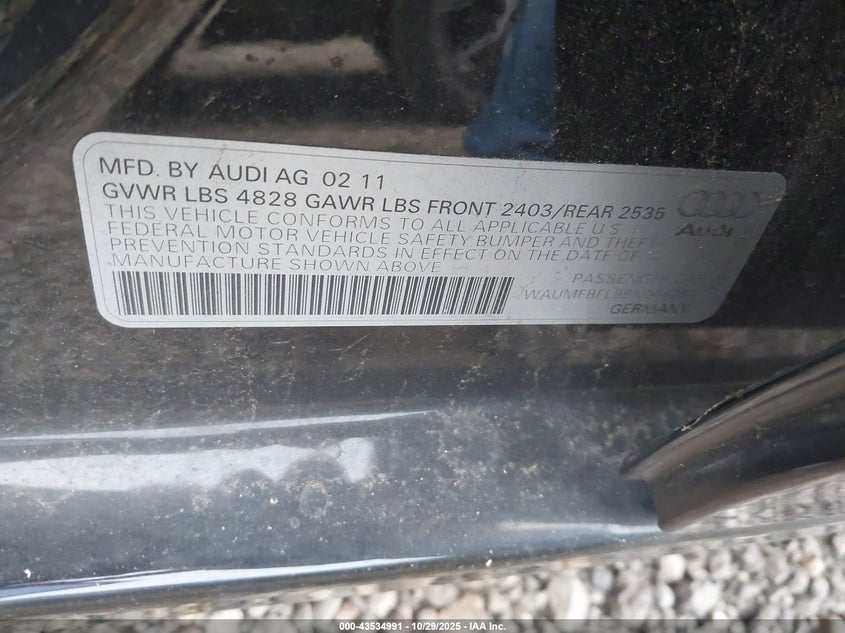 MFD. BY AUDI AG 02 11
GVWR LBS 4828 GAWR LBS FRONT 2403/REAR 2535
THIS VEHICLE CONFORMS TO ALL APPLICABLE U S
FEDERAL MOTOR VEHICLE SAFETY BUMPER AND THEFT
PREVENTION STANDARDS IN EFFECT ON THE DATE OF
MANUFACTURE SHOWN ABOVE
Audi
PASSENGER
GERMANY
000-43534991 - 10/29/2025 - IAA Inc.